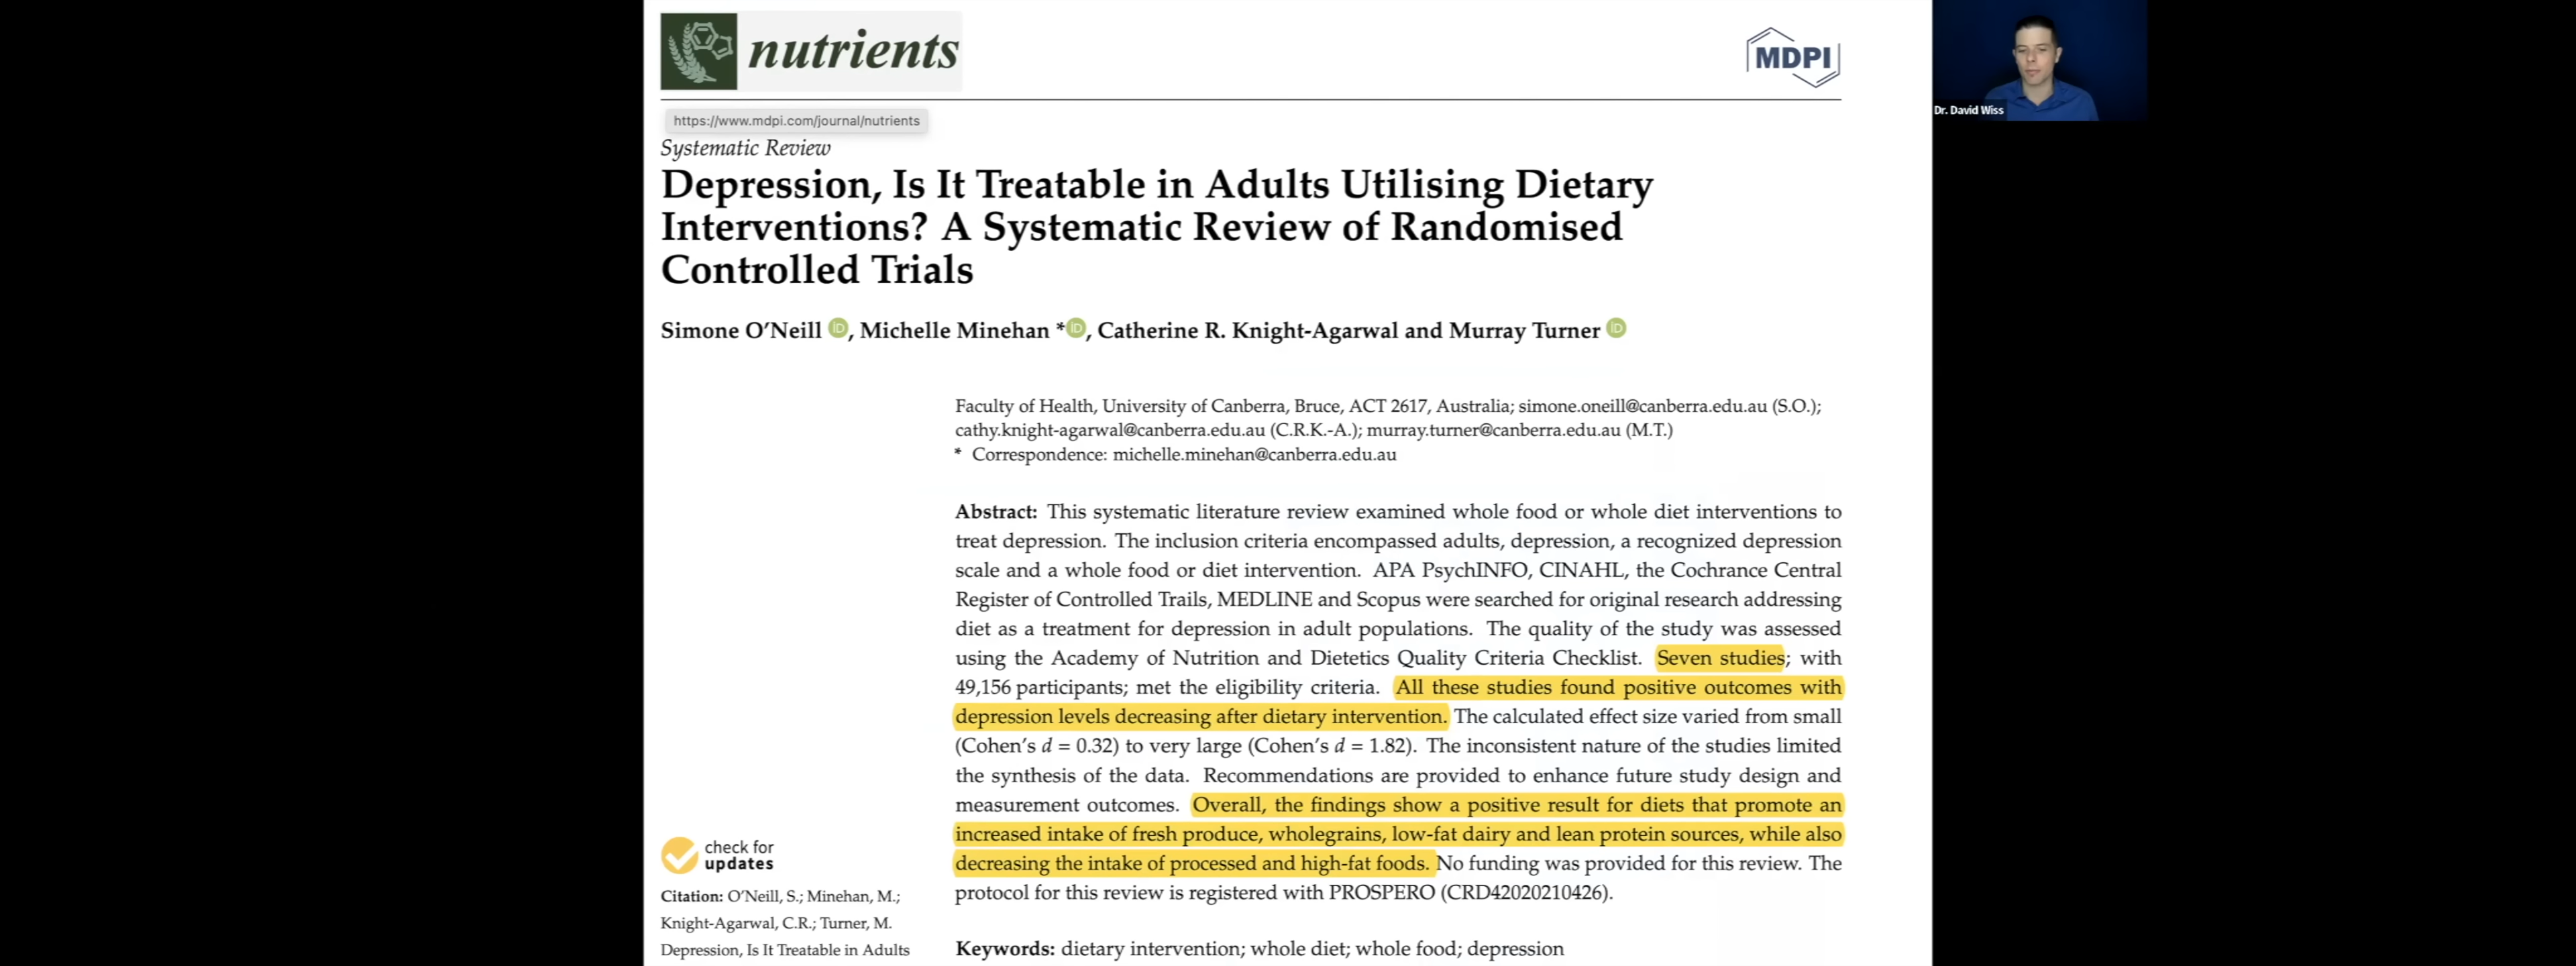 nutrients
MDPI
https://www.mdpi.com/journal/nutrients
Systematic Review
Depression, Is It Treatable in Adults Utilising Dietary
Interventions? A Systematic Review of Randomised
Controlled Trials
Simone O'Neill iD, Michelle Minehan * iD, Catherine R. Knight-Agarwal and Murray Turner iD
Faculty of Health, University of Canberra, Bruce, ACT 2617, Australia; simone.oneill@canberra.edu.au (S.O.);
cathy.knight-agarwal@canberra.edu.au (C.R.K.-A.); murray.turner@canberra.edu.au (M.T.)
* Correspondence: michelle.minehan@canberra.edu.au
Abstract: This systematic literature review examined whole food or whole diet interventions to
treat depression. The inclusion criteria encompassed adults, depression, a recognized depression
scale and a whole food or diet intervention. APA PsychINFO, CINAHL, the Cochrance Central
Register of Controlled Trails, MEDLINE and Scopus were searched for original research addressing
diet as a treatment for depression in adult populations. The quality of the study was assessed
using the Academy of Nutrition and Dietetics Quality Criteria Checklist. Seven studies; with
49,156 participants; met the eligibility criteria. All these studies found positive outcomes with
depression levels decreasing after dietary intervention. The calculated effect size varied from small
(Cohen's d = 0.32) to very large (Cohen's d = 1.82). The inconsistent nature of the studies limited
the synthesis of the data. Recommendations are provided to enhance future study design and
measurement outcomes. Overall, the findings show a positive result for diets that promote an
increased intake of fresh produce, wholegrains, low-fat dairy and lean protein sources, while also
decreasing the intake of processed and high-fat foods. No funding was provided for this review. The
protocol for this review is registered with PROSPERO (CRD42020210426).
Keywords: dietary intervention; whole diet; whole food; depression
check for
updates
Citation: O'Neill, S.; Minehan, M.;
Knight-Agarwal, C.R.; Turner, M.
Depression, Is It Treatable in Adults
Dr. David Wiss